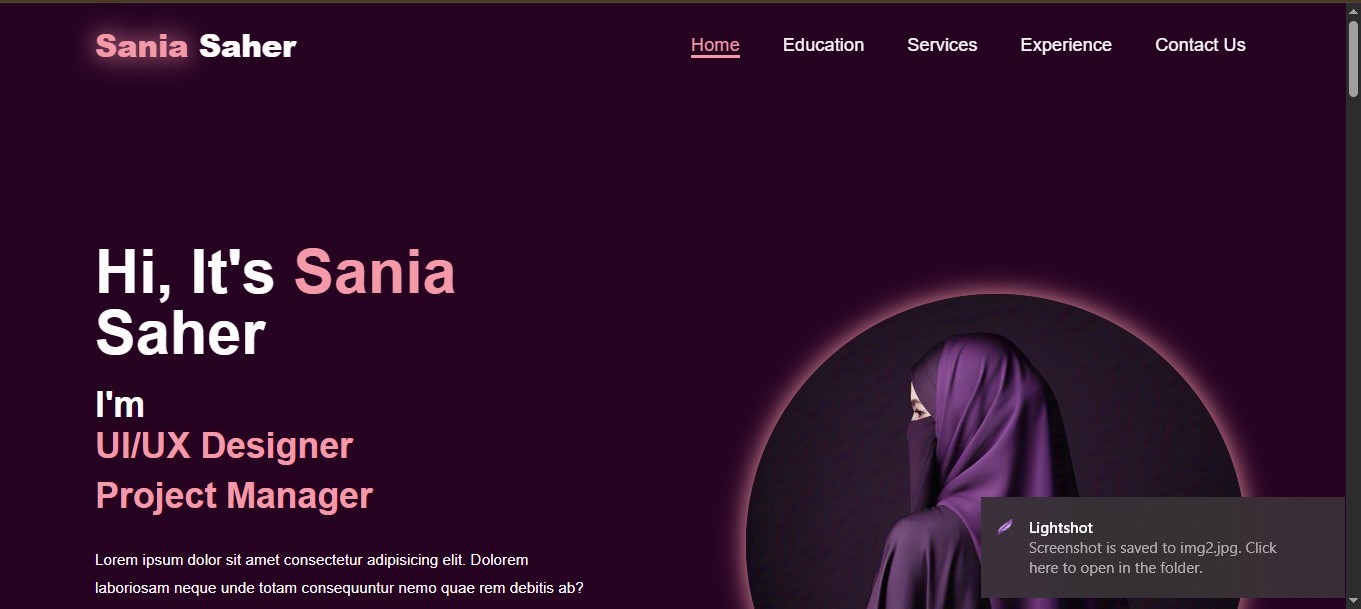 Sania Saher
Home Education Services Experience Contact Us
Hi, It's Sania
Saher
I'm
UI/UX Designer
Project Manager
Lorem ipsum dolor sit amet consectetur adipisicing elit. Dolorem
laboriosam neque unde totam consequuntur nemo quae rem debitis ab?
Lightshot
Screenshot is saved to img2.jpg. Click
here to open in the folder.